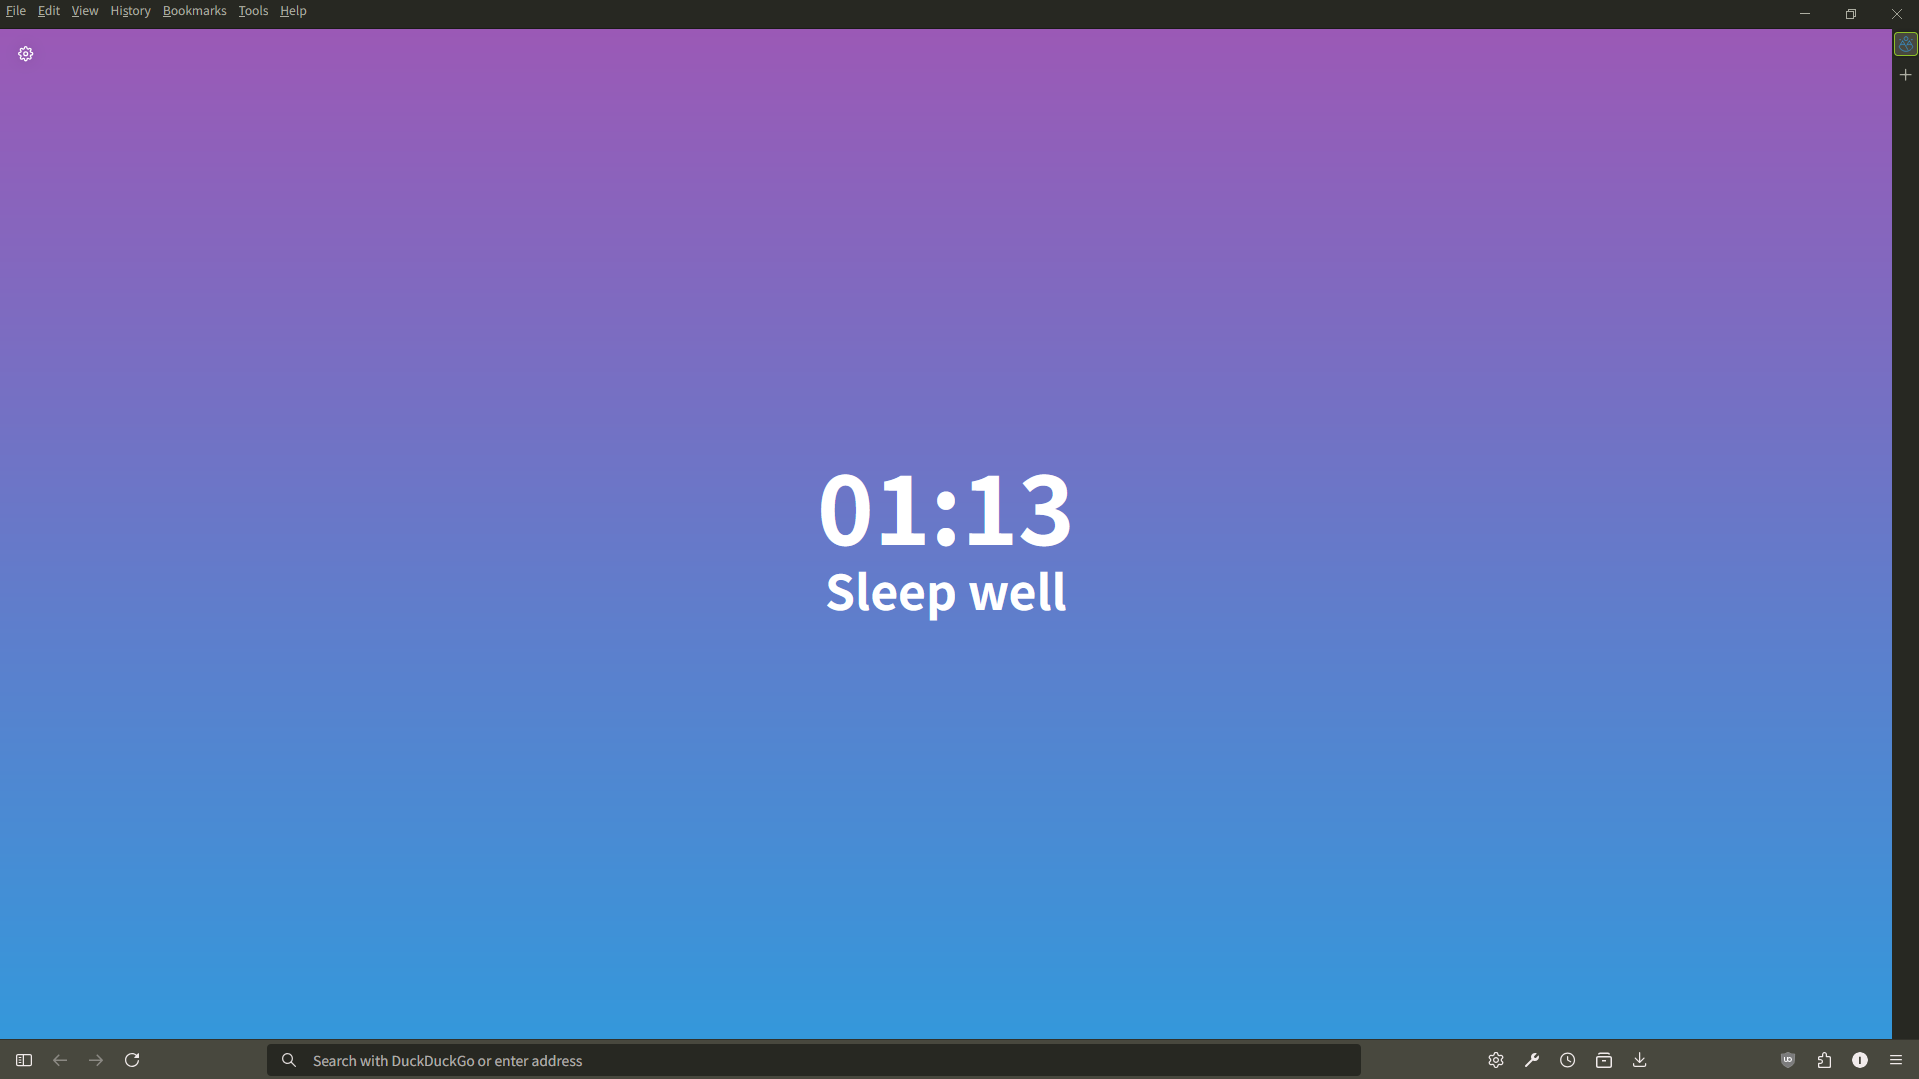 File Edit View History Bookmarks Tools Help
01:13
Sleep well
Search with DuckDuckGo or enter address